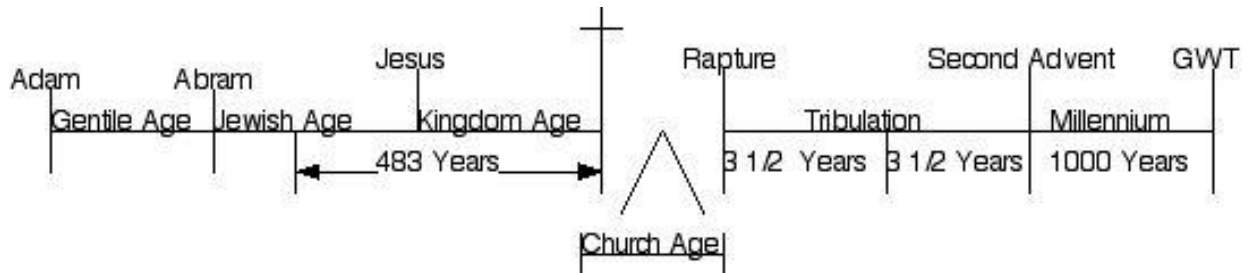 Jesus Rapture Second Advent GWT
Adam Abram
Gentile Age Jewish Age Kingdom Age Tribulation Millennium
483 Years 3 1/2 Years 3 1/2 Years 1000 Years
Church Age